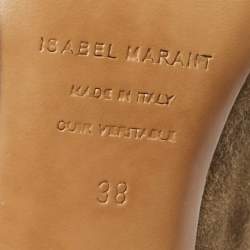 ISABEL MARANT
MADE IN ITALY
CUIR VERITABLE
38